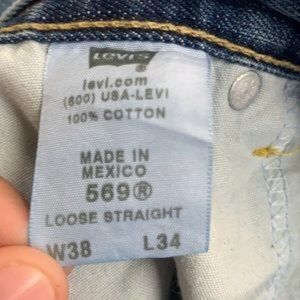 LEVI'S ®
levi.com
(800) USA-LEVI
100% COTTON
MADE IN
MEXICO
569®
LOOSE STRAIGHT
W38 L34